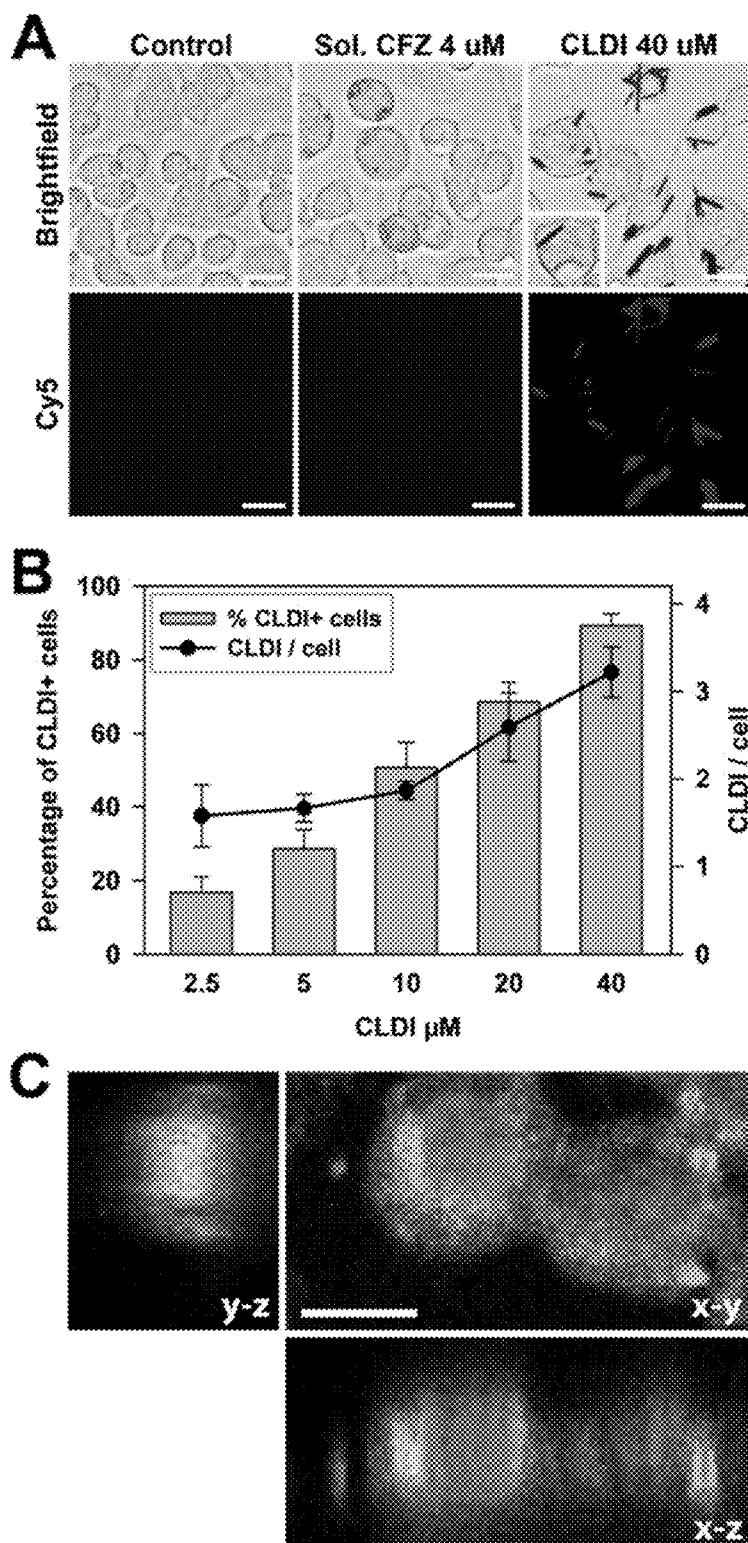 A
Control Sol. CFZ 4 uM CLDI 40 uM
Brightfield
Cy5
B
Percentage of CLDI+ cells
100
80
60
40
20
0
% CLDI+ cells
CLDI / cell
4
3
2
1
0
CLDI / cell
2.5 5 10 20 40
CLDI µM
C
y-z
x-y
x-z